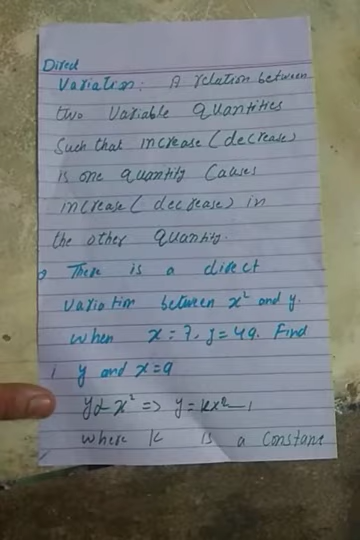 Direct
Variation: A relation between
two Variable Quantities
Such that increase (decrease)
is one quantity Causes
increase (decrease) in
the other Quantity.
There is a direct
variation between x² and y.
when x = 7, y = 49. Find
i y and x = 9
y ∝ x² => y = kx² — 1
where K is a Constant